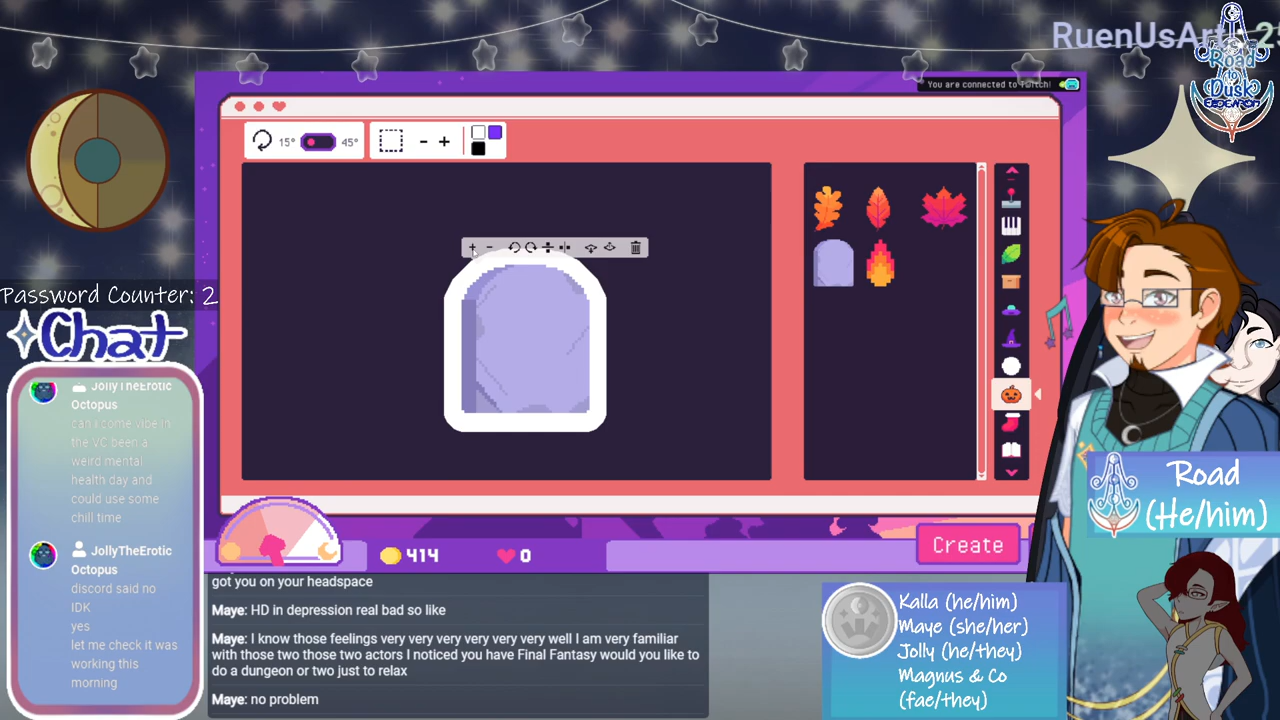 RuenUsArt
Road
to
Dusk
EEDEAROM
You are connected to Twitch!
15°
45°
Password Counter: 2
Chat
JollyTheErotic
Octopus
can i come vibe in
the VC been a
weird mental
health day and
could use some
chill time
JollyTheErotic
Octopus
discord said no
IDK
yes
let me check it was
working this
morning
414
0
Create
got you on your headspace
Maye: HD in depression real bad so like
Maye: I know those feelings very very very very very very well I am very familiar
with those two those two actors I noticed you have Final Fantasy would you like to
do a dungeon or two just to relax
Maye: no problem
Road
(He/him)
Kalla (he/him)
Maye (she/her)
Jolly (he/they)
Magnus & Co
(fae/they)